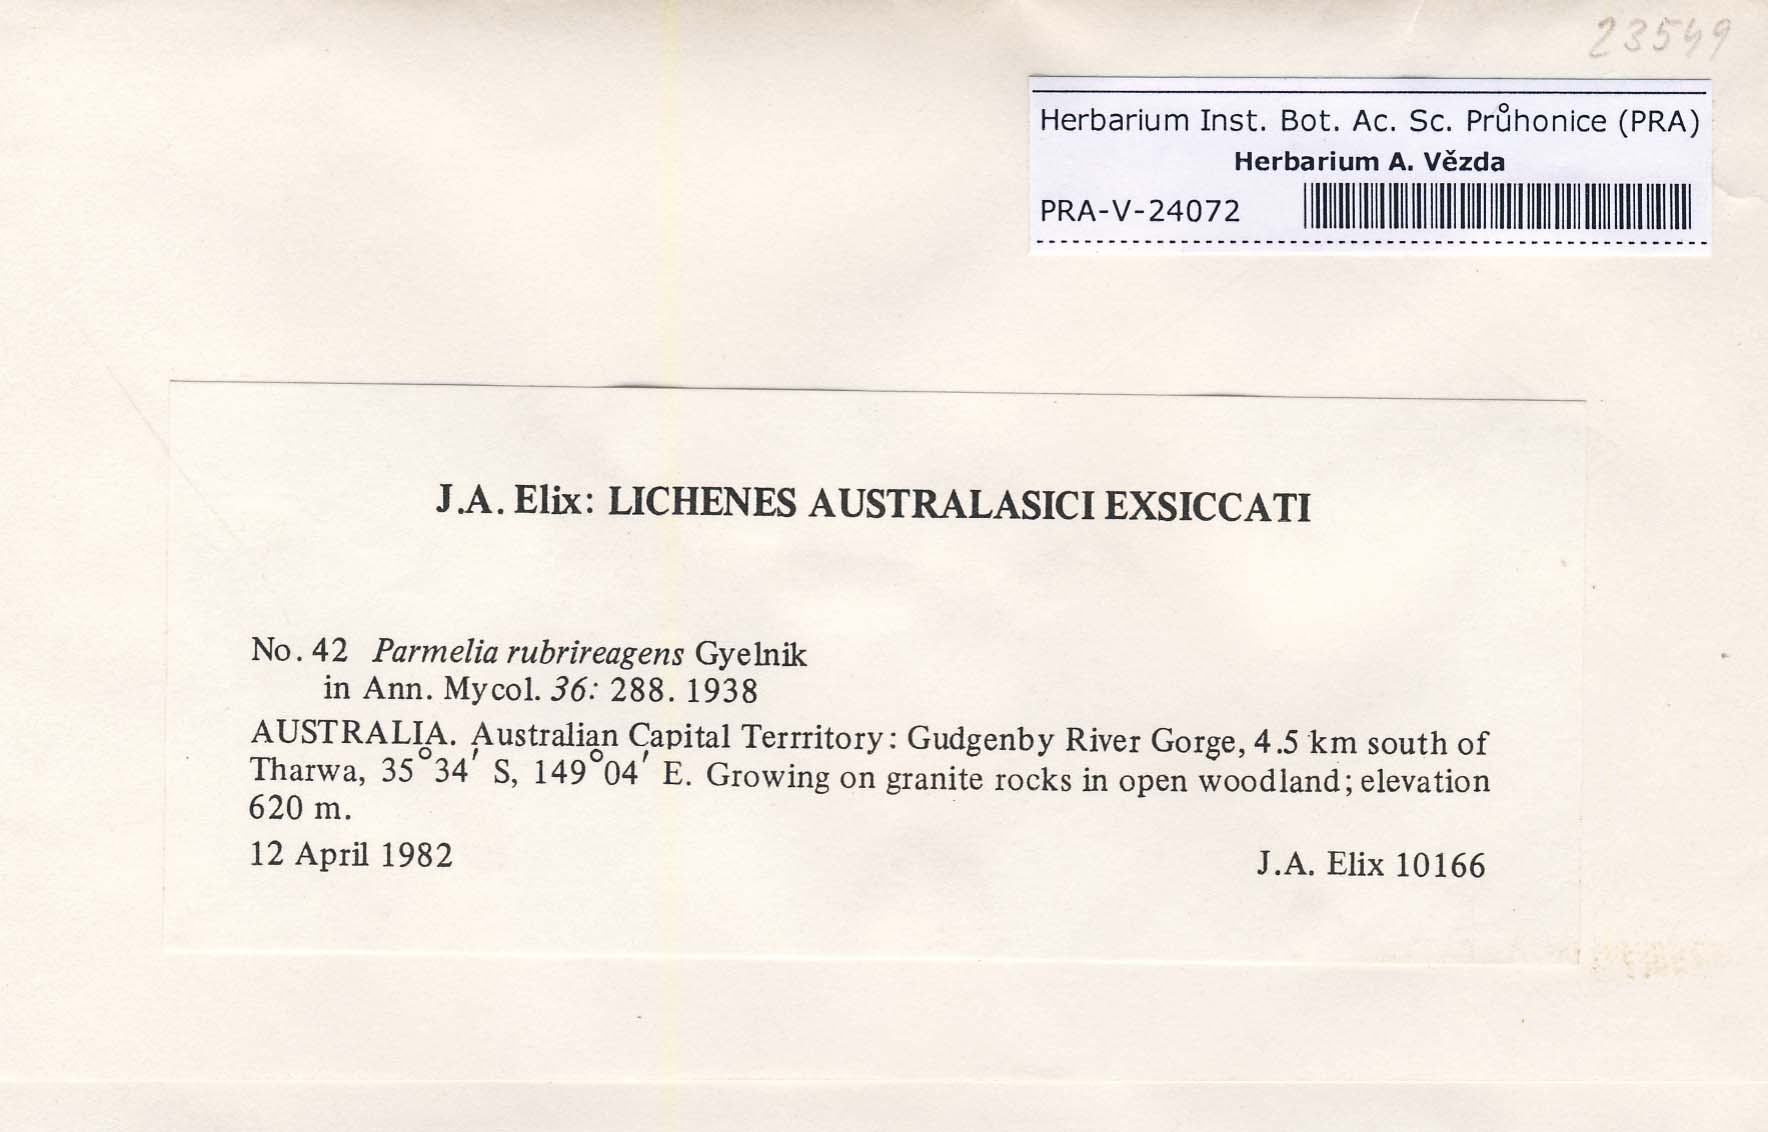 23549
Herbarium Inst. Bot. Ac. Sc. Průhonice (PRA)
Herbarium A. Vězda
PRA-V-24072
J.A. Elix: LICHENES AUSTRALASICI EXSICCATI
No. 42 Parmelia rubrireagens Gyelnik
in Ann. Mycol. 36: 288. 1938
AUSTRALIA. Australian Capital Terrritory: Gudgenby River Gorge, 4.5 km south of
Tharwa, 35°34′ S, 149°04′ E. Growing on granite rocks in open woodland; elevation
620 m.
12 April 1982 J.A. Elix 10166